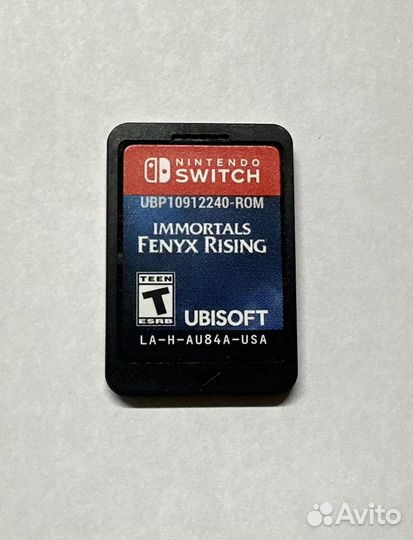 NINTENDO
SWITCH
UBP10912240-ROM
IMMORTALS
FENYX RISING
TEEN
T
ESRB
UBISOFT
LA-H-AU84A-USA
Avito